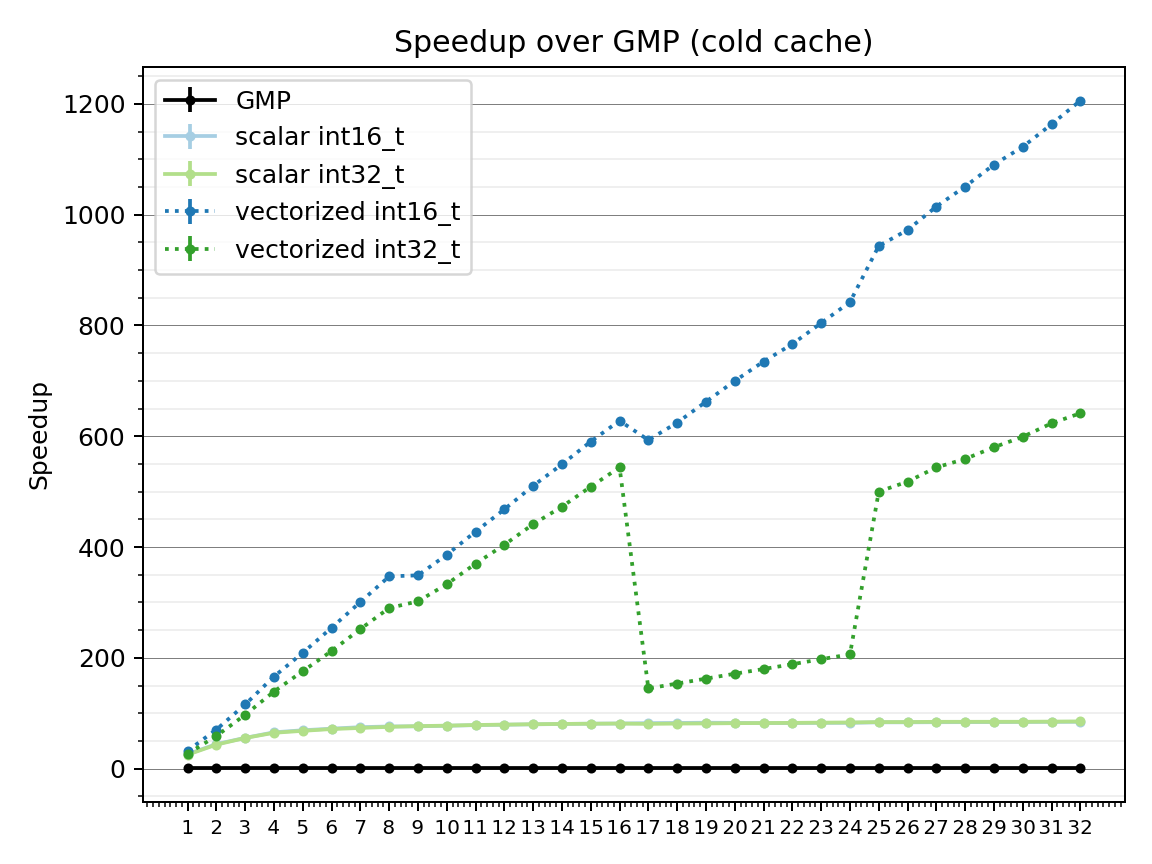 Speedup over GMP (cold cache)
GMP
scalar int16_t
scalar int32_t
vectorized int16_t
vectorized int32_t
Speedup
1200
1000
800
600
400
200
0
1 2 3 4 5 6 7 8 9 10 11 12 13 14 15 16 17 18 19 20 21 22 23 24 25 26 27 28 29 30 31 32